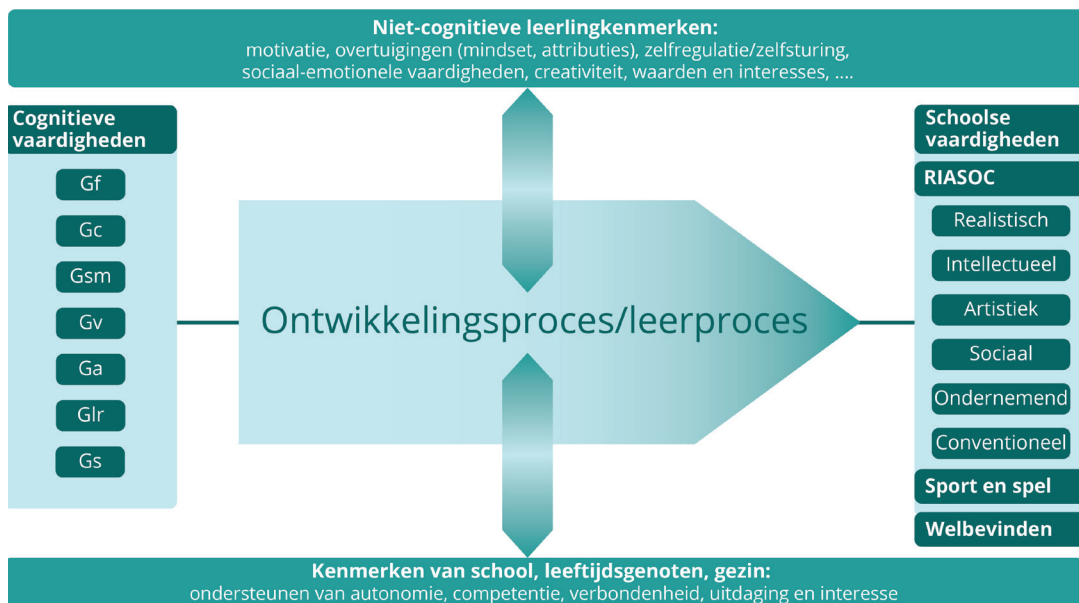 Niet-cognitieve leerlingkenmerken:
motivatie, overtuigingen (mindset, attributies), zelfregulatie/zelfsturing,
sociaal-emotionele vaardigheden, creativiteit, waarden en interesses, ....
Cognitieve
vaardigheden
Gf
Gc
Gsm
Gv
Ga
Glr
Gs
Ontwikkelingsproces/leerproces
Schoolse
vaardigheden
RIASOC
Realistisch
Intellectueel
Artistiek
Sociaal
Ondernemend
Conventioneel
Sport en spel
Welbevinden
Kenmerken van school, leeftijdsgenoten, gezin:
ondersteunen van autonomie, competentie, verbondenheid, uitdaging en interesse